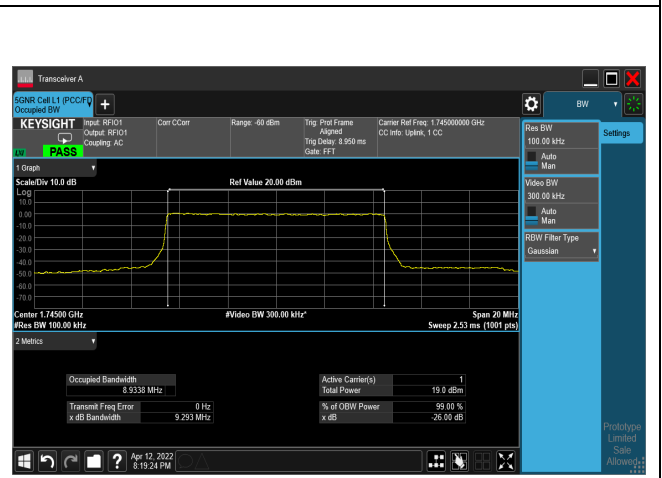 Transceiver A
5GNR Cell L1 (PCC/FD
Occupied BW
+
BW
KEYSIGHT
LXI
PASS
Input: RFIO1
Output: RFIO1
Coupling: AC
Corr CCorr
Range: -60 dBm
Trig: Prot Frame
Aligned
Trig Delay: 8.950 ms
Gate: FFT
Carrier Ref Freq: 1.745000000 GHz
CC Info: Uplink, 1 CC
1 Graph
Scale/Div 10.0 dB
Ref Value 20.00 dBm
Log
10.0
0.00
-10.0
-20.0
-30.0
-40.0
-50.0
-60.0
-70.0
Center 1.74500 GHz
#Video BW 300.00 kHz*
Span 20 MHz
#Res BW 100.00 kHz
Sweep 2.53 ms (1001 pts)
2 Metrics
Occupied Bandwidth
8.9338 MHz
Active Carrier(s) 1
Total Power 19.0 dBm
Transmit Freq Error 0 Hz
x dB Bandwidth 9.293 MHz
% of OBW Power 99.00 %
x dB -26.00 dB
Res BW
100.00 kHz
Auto
Man
Video BW
300.00 kHz
Auto
Man
RBW Filter Type
Gaussian
Settings
Prototype
Limited
Sale
Allowed
?
Apr 12, 2022
8:19:24 PM